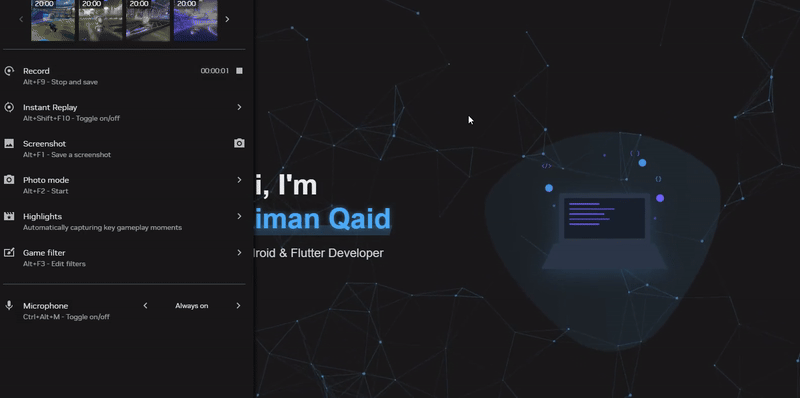 20:00 20:00 20:00 20:00
Record 00:00:01
Alt+F9 - Stop and save
Instant Replay
Alt+Shift+F10 - Toggle on/off
Screenshot
Alt+F1 - Save a screenshot
Photo mode
Alt+F2 - Start
Highlights
Automatically capturing key gameplay moments
Game filter
Alt+F3 - Edit filters
Microphone Always on
Ctrl+Alt+M - Toggle on/off
i, I'm
iman Qaid
droid & Flutter Developer